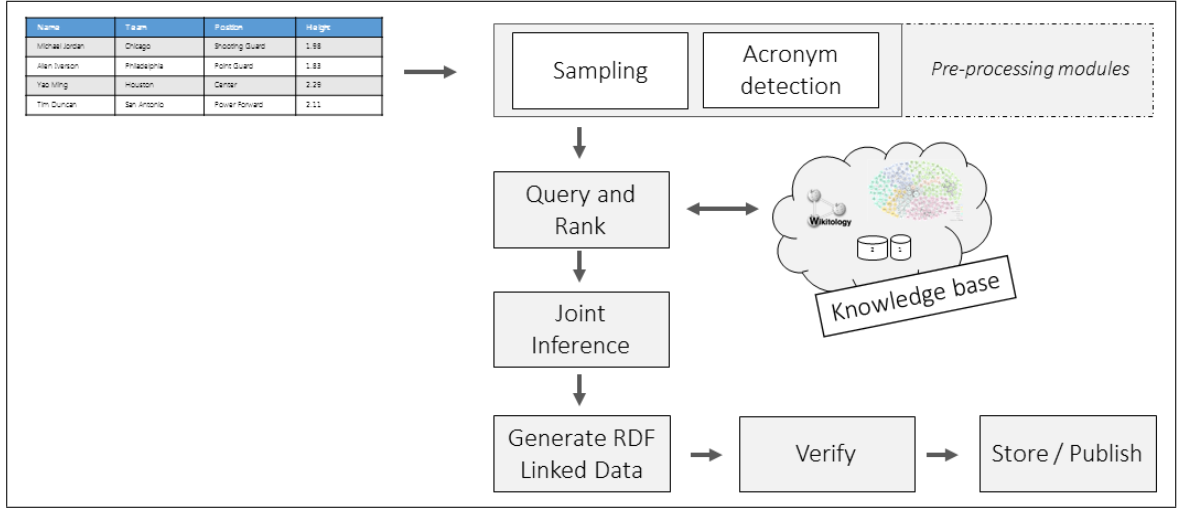 Name Team Position Height
Michael Jordan Chicago Shooting Guard 1.98
Allen Iverson Philadelphia Point Guard 1.83
Yao Ming Houston Center 2.29
Tim Duncan San Antonio Power Forward 2.11
Sampling
Acronym
detection
Pre-processing modules
Query and
Rank
Wikitology
Knowledge base
Joint
Inference
Generate RDF
Linked Data
Verify
Store / Publish